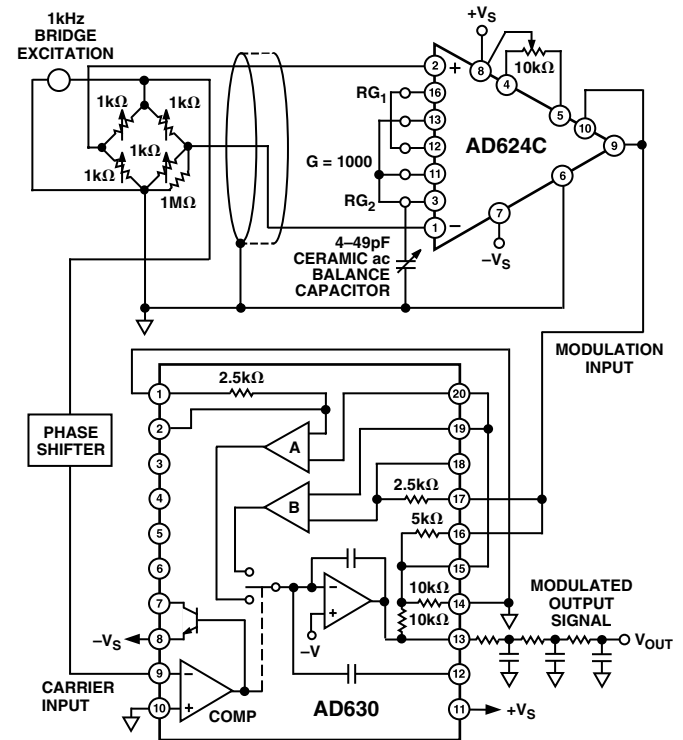 1kHz
BRIDGE
EXCITATION
+VS
1kΩ 1kΩ
1kΩ 1kΩ
1MΩ
2
+
8
4
10kΩ
5
10
9
6
7
–VS
AD624C
RG1
16
13
12
G = 1000
11
RG2
3
1
–
4–49pF
CERAMIC ac
BALANCE
CAPACITOR
MODULATION
INPUT
PHASE
SHIFTER
1
2.5kΩ
2
3
4
5
6
7
–VS
8
9
10
CARRIER
INPUT
A
B
–
+
–V
–
+
COMP
AD630
20
19
18
2.5kΩ
17
5kΩ
16
15
10kΩ
14
10kΩ
13
12
11
+VS
MODULATED
OUTPUT
SIGNAL
VOUT